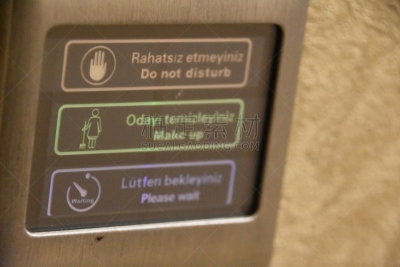 Rahatsız etmeyiniz
Do not disturb
Odayı temizleyiniz
Make up
Lütfen bekleyiniz
Please wait
Waiting